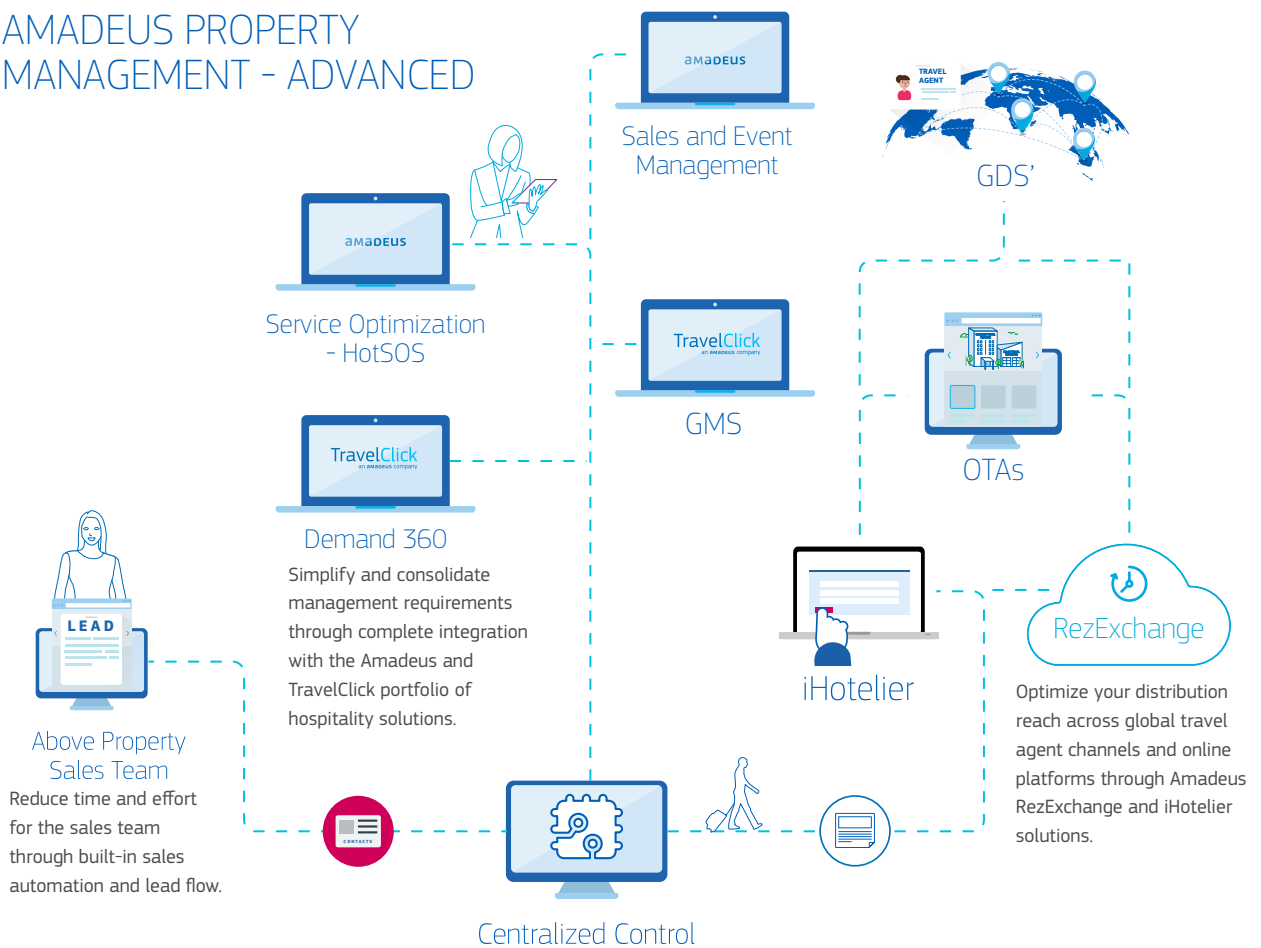 AMADEUS PROPERTY
MANAGEMENT - ADVANCED
amadeus
Sales and Event
Management
TRAVEL
AGENT
GDS’
amadeus
Service Optimization
- HotSOS
TravelClick
an amadeus company
GMS
OTAs
TravelClick
an amadeus company
Demand 360
Simplify and consolidate
management requirements
through complete integration
with the Amadeus and
TravelClick portfolio of
hospitality solutions.
LEAD
Above Property
Sales Team
Reduce time and effort
for the sales team
through built-in sales
automation and lead flow.
CONTACTS
Centralized Control
iHotelier
RezExchange
Optimize your distribution
reach across global travel
agent channels and online
platforms through Amadeus
RezExchange and iHotelier
solutions.